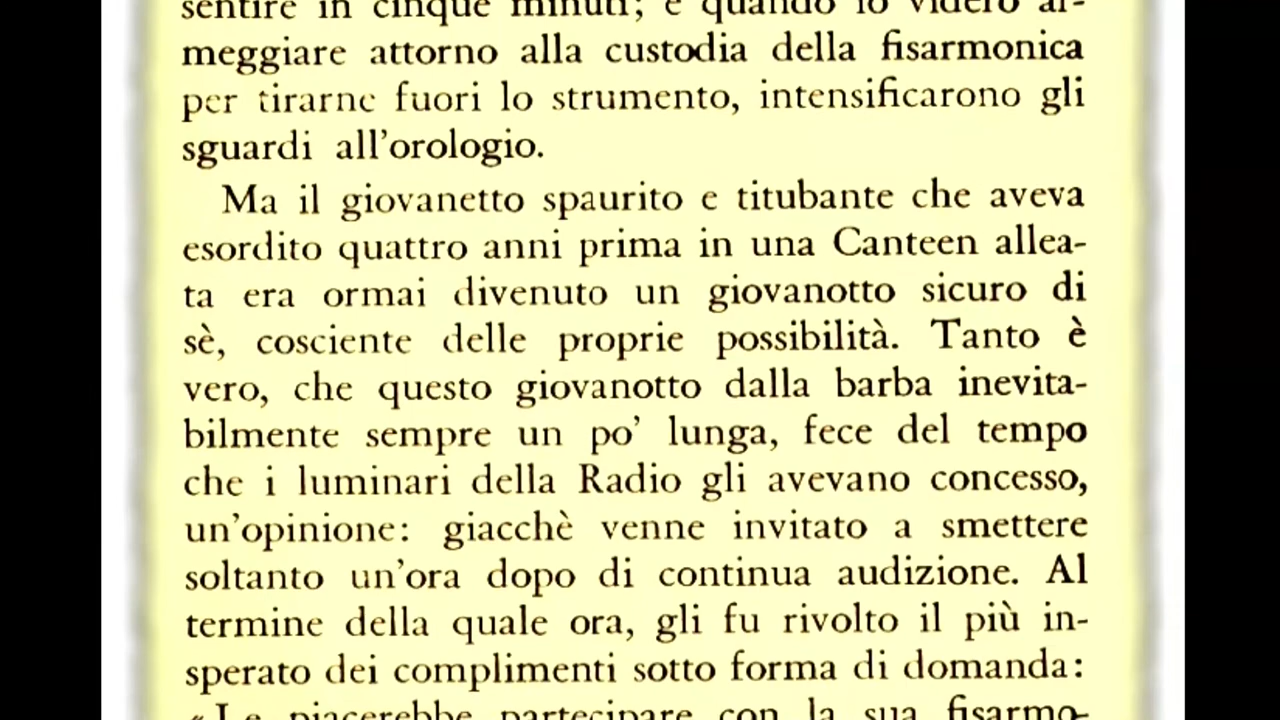 sentire in cinque minuti; e quando lo videro ar-
meggiare attorno alla custodia della fisarmonica
per tirarne fuori lo strumento, intensificarono gli
sguardi all'orologio.
Ma il giovanetto spaurito e titubante che aveva
esordito quattro anni prima in una Canteen allea-
ta era ormai divenuto un giovanotto sicuro di
sè, cosciente delle proprie possibilità. Tanto è
vero, che questo giovanotto dalla barba inevita-
bilmente sempre un po' lunga, fece del tempo
che i luminari della Radio gli avevano concesso,
un'opinione: giacchè venne invitato a smettere
soltanto un'ora dopo di continua audizione. Al
termine della quale ora, gli fu rivolto il più in-
sperato dei complimenti sotto forma di domanda:
« Le piacerebbe partecipare con la sua fisarmo-